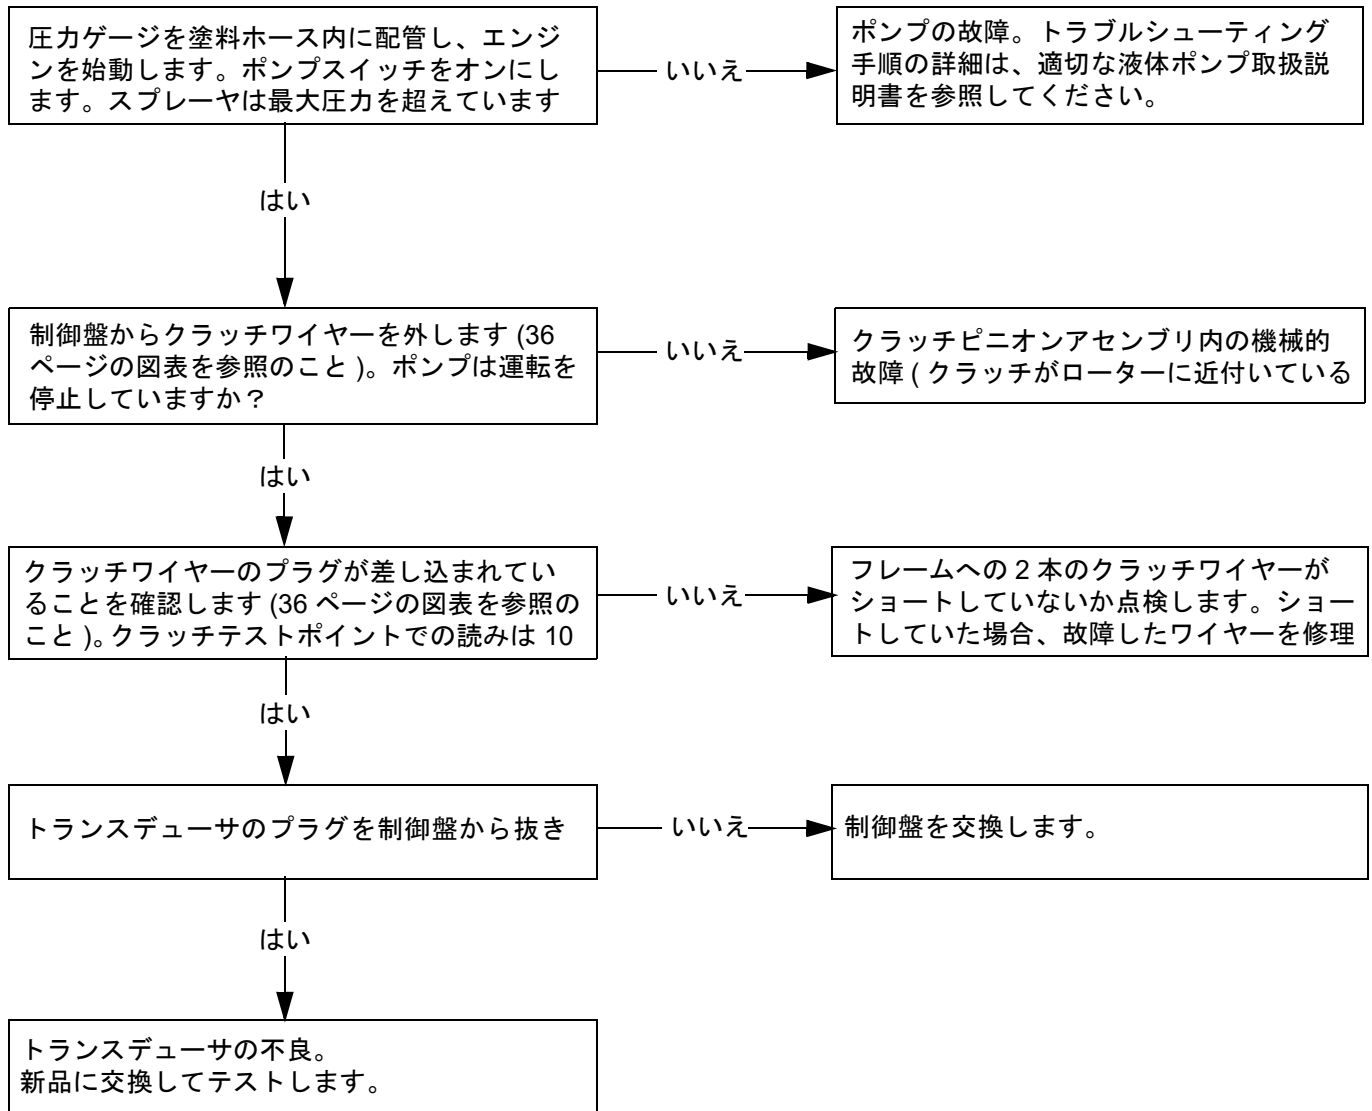 圧力ゲージを塗料ホース内に配管し、エンジ
ンを始動します。ポンプスイッチをオンにし
ます。スプレーヤは最大圧力を超えています
いいえ
ポンプの故障。トラブルシューティング
手順の詳細は、適切な液体ポンプ取扱説
明書を参照してください。
はい
制御盤からクラッチワイヤーを外します (36
ページの図表を参照のこと )。ポンプは運転を
停止していますか？
いいえ
クラッチピニオンアセンブリ内の機械的
故障 ( クラッチがローターに近付いている
はい
クラッチワイヤーのプラグが差し込まれてい
ることを確認します (36 ページの図表を参照の
こと )。クラッチテストポイントでの読みは 10
いいえ
フレームへの 2 本のクラッチワイヤーが
ショートしていないか点検します。ショー
トしていた場合、故障したワイヤーを修理
はい
トランスデューサのプラグを制御盤から抜き
いいえ
制御盤を交換します。
はい
トランスデューサの不良。
新品に交換してテストします。